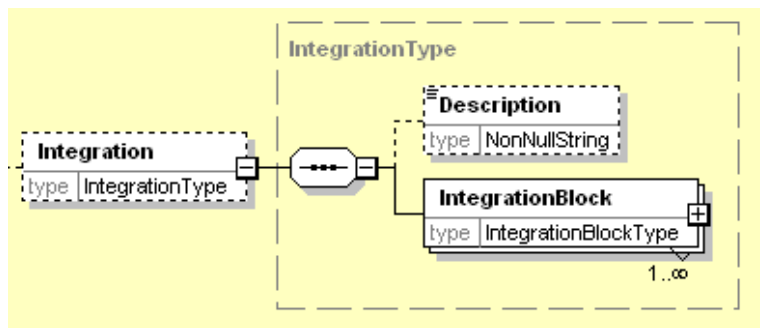 IntegrationType
Description
type NonNullString
Integration
type IntegrationType
IntegrationBlock
type IntegrationBlockType
1..∞